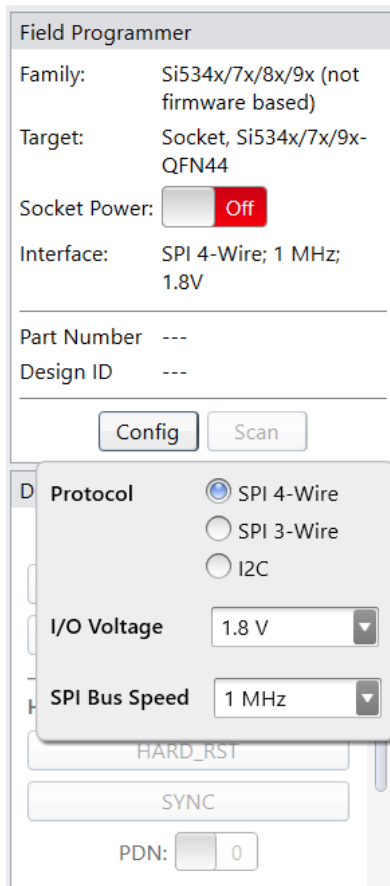 Field Programmer
Family: Si534x/7x/8x/9x (not
firmware based)
Target: Socket, Si534x/7x/9x-
QFN44
Socket Power: Off
Interface: SPI 4-Wire; 1 MHz;
1.8V
Part Number ---
Design ID ---
Config Scan
D
Protocol SPI 4-Wire
SPI 3-Wire
I2C
I/O Voltage 1.8 V
SPI Bus Speed 1 MHz
H
HARD_RST
SYNC
PDN: 0